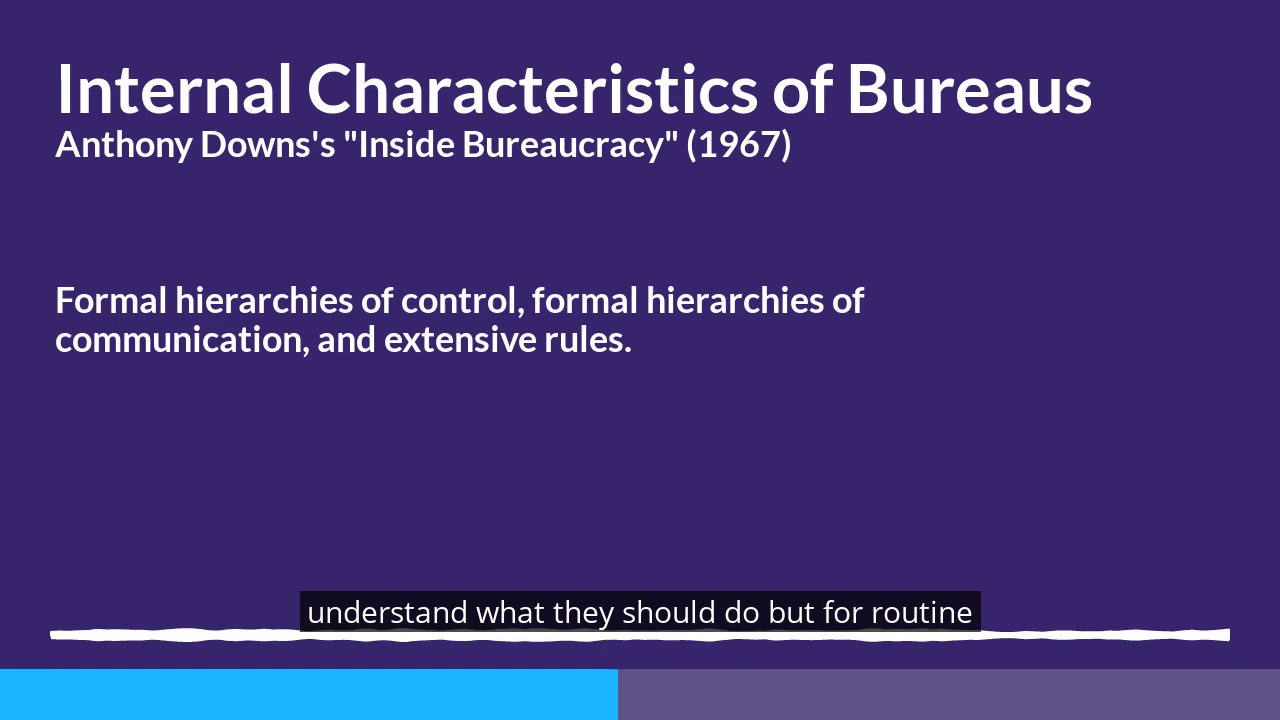 Internal Characteristics of Bureaus
Anthony Downs's "Inside Bureaucracy" (1967)
Formal hierarchies of control, formal hierarchies of
communication, and extensive rules.
understand what they should do but for routine